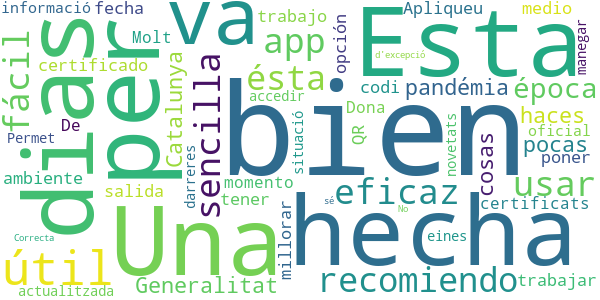 informació
fecha
va
trabajo
Apliqueu
medio
Molt
app
opción
Esta
manegar
d'excepció
fácil
dias
certificado
per
Catalunya
ésta
accedir
codi
pandémia
época
De
sencilla
bien
Dona
QR
haces
oficial
Permet
situació
novetats
cosas
pocas
poner
ambiente
salida
darreres
momento
tener
eficaz
usar
certificats
sé
No
Una
millorar
hecha
eines
Correcta
útil
Generalitat
recomiendo
trabajar
actualitzada